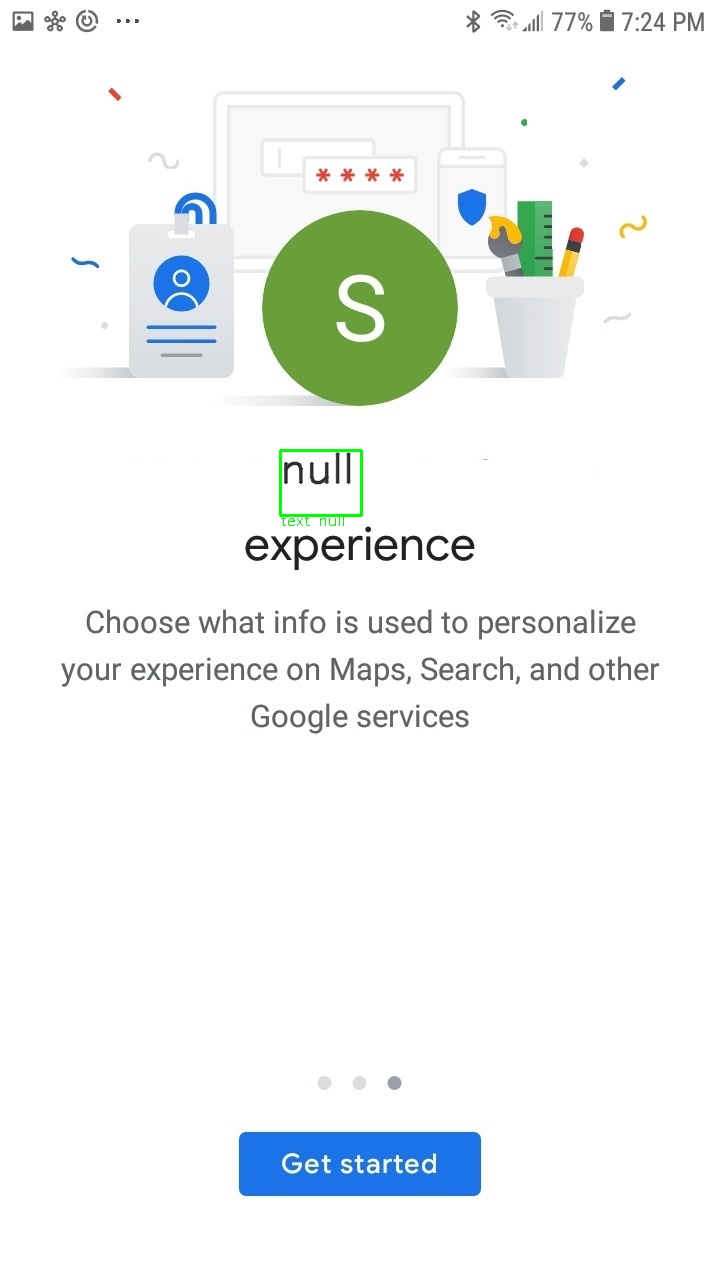 77% 7:24 PM
* * * *
S
null
text null
experience
Choose what info is used to personalize
your experience on Maps, Search, and other
Google services
Get started